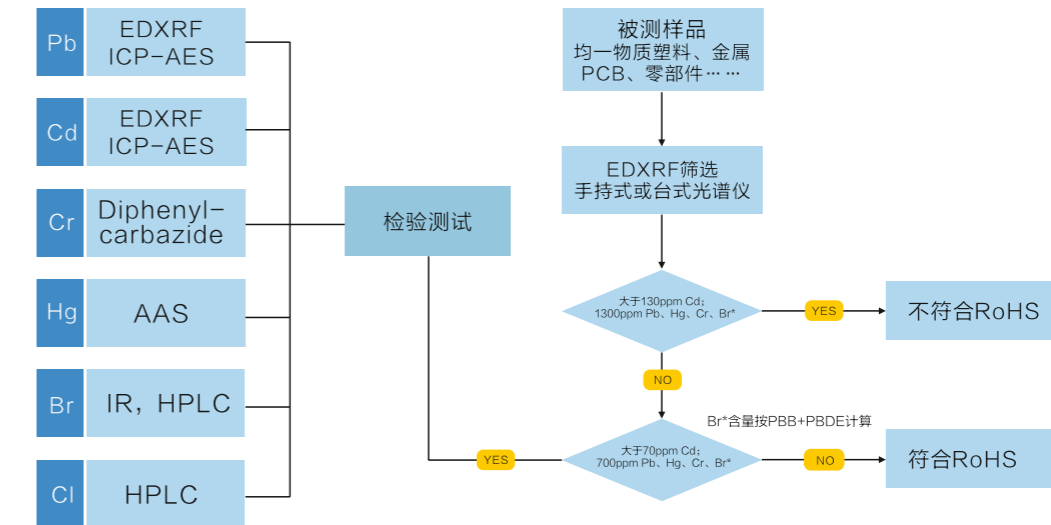 Pb
EDXRF
ICP-AES
Cd
EDXRF
ICP-AES
Cr
Diphenyl-
carbazide
Hg
AAS
Br
IR, HPLC
Cl
HPLC
检验测试
被测样品
均一物质塑料、金属
PCB、零部件……
EDXRF筛选
手持式或台式光谱仪
大于130ppm Cd;
1300ppm Pb、Hg、Cr、Br*
YES
不符合RoHS
NO
Br*含量按PBB+PBDE计算
大于70ppm Cd;
700ppm Pb、Hg、Cr、Br*
YES
NO
符合RoHS